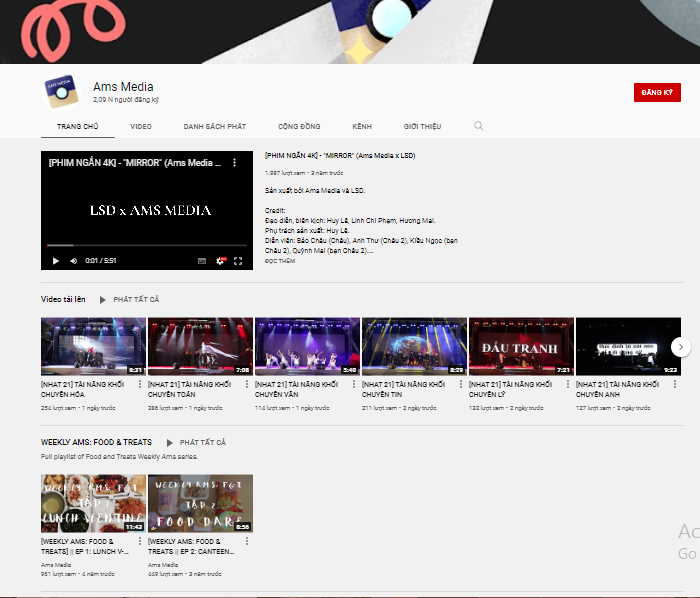 AMS MEDIA
Ams Media
2,09 N người đăng ký
ĐĂNG KÝ
TRANG CHỦ VIDEO DANH SÁCH PHÁT CỘNG ĐỒNG KÊNH GIỚI THIỆU
[PHIM NGẮN 4K] - "MIRROR" (Ams Media ...
LSD x AMS MEDIA
0:01 / 5:51
[PHIM NGẮN 4K] - "MIRROR" (Ams Media x LSD)
1.987 lượt xem • 3 năm trước
Sản xuất bởi Ams Media và LSD.
Credit:
Đạo diễn, biên kịch: Huy Lê, Linh Chi Phạm, Hương Mai.
Phụ trách sản xuất: Huy Lê.
Diễn viên: Bảo Châu (Châu), Anh Thư (Châu 2), Kiều Ngọc (bạn
Châu 2), Quỳnh Mai (bạn Châu 2)....
ĐỌC THÊM
Video tải lên PHÁT TẤT CẢ
8:31 7:08 5:40 8:29 ĐẤU TRANH 7:21 9:23
[NHAT 21] TÀI NĂNG KHỐI CHUYÊN HÓA
254 lượt xem • 1 ngày trước
[NHAT 21] TÀI NĂNG KHỐI CHUYÊN TOÁN
286 lượt xem • 1 ngày trước
[NHAT 21] TÀI NĂNG KHỐI CHUYÊN VĂN
114 lượt xem • 1 ngày trước
[NHAT 21] TÀI NĂNG KHỐI CHUYÊN TIN
211 lượt xem • 2 ngày trước
[NHAT 21] TÀI NĂNG KHỐI CHUYÊN LÝ
132 lượt xem • 2 ngày trước
[NHAT 21] TÀI NĂNG KHỐI CHUYÊN ANH
127 lượt xem • 2 ngày trước
WEEKLY AMS: FOOD & TREATS PHÁT TẤT CẢ
Full playlist of Food and Treats Weekly Ams series.
WEEKLY AMS: F&T
TẬP 1
LUNCH V-ENTINE
11:43
WEEKLY AMS: F&T
TẬP 2
FOOD DARE
8:56
[WEEKLY AMS: FOOD &
TREATS] || EP 1: LUNCH V-...
Ams Media
961 lượt xem • 4 năm trước
[WEEKLY AMS: FOOD &
TREATS || EP 2: CANTEEN...
Ams Media
449 lượt xem • 3 năm trước
Ac
Go